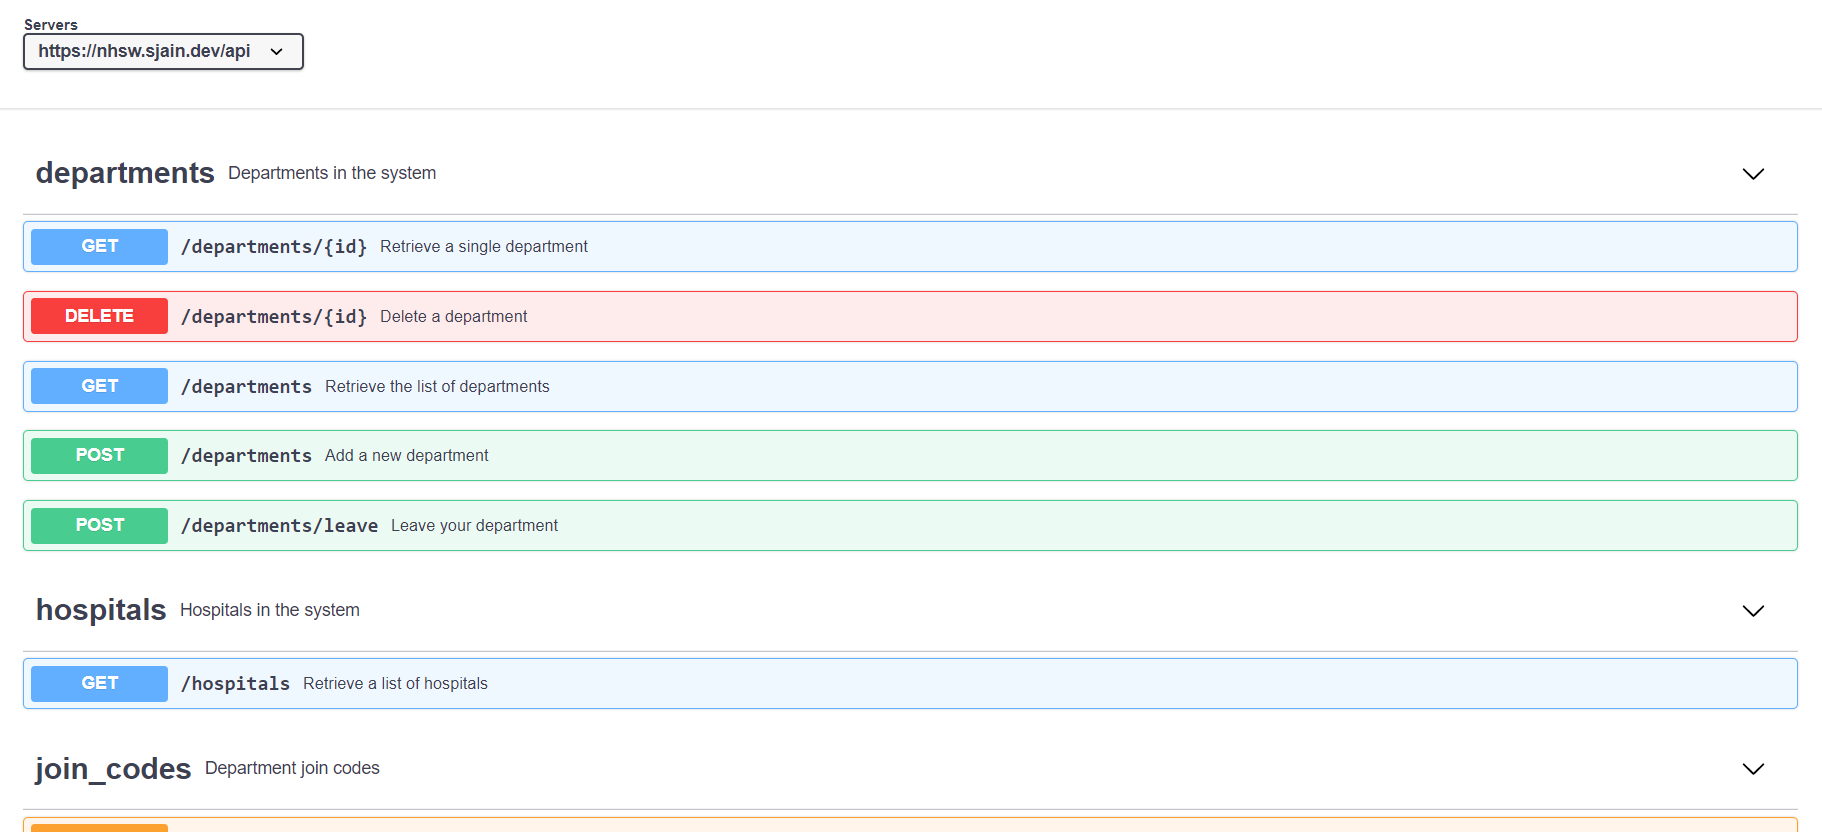 Servers
https://nhsw.sjain.dev/api
departments Departments in the system
GET /departments/{id} Retrieve a single department
DELETE /departments/{id} Delete a department
GET /departments Retrieve the list of departments
POST /departments Add a new department
POST /departments/leave Leave your department
hospitals Hospitals in the system
GET /hospitals Retrieve a list of hospitals
join_codes Department join codes